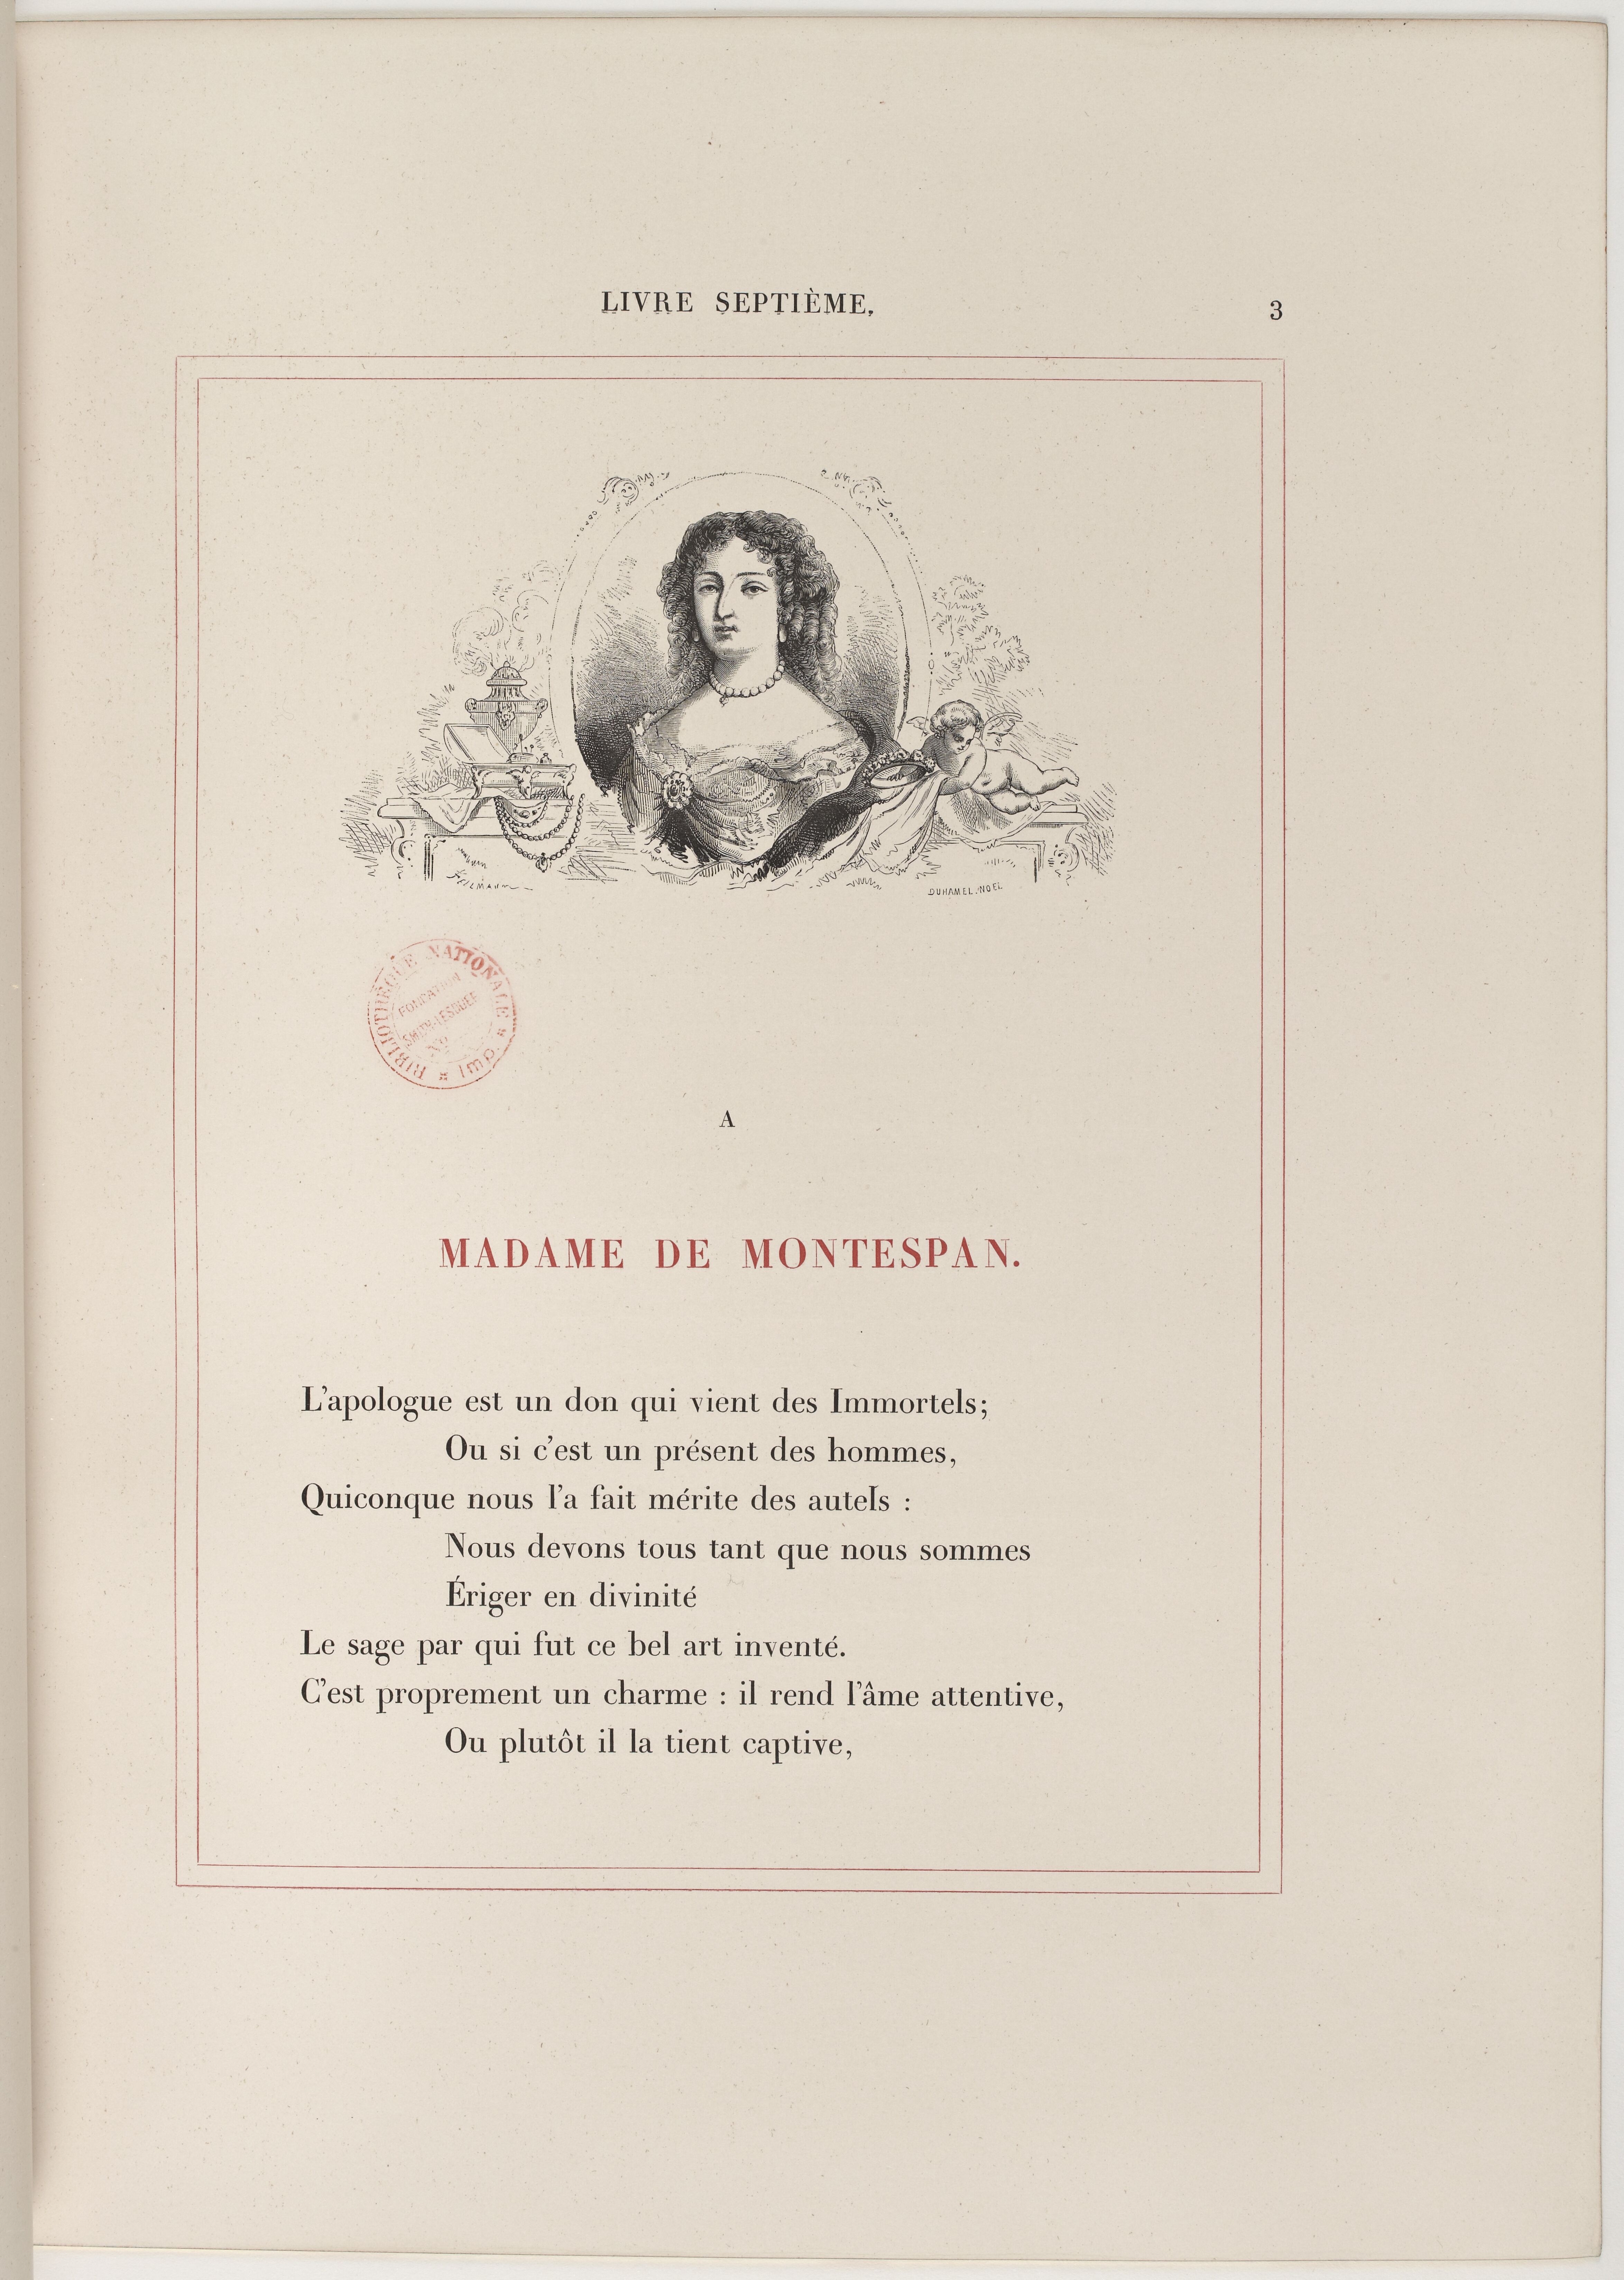 LIVRE SEPTIÈME.
3
DUHAMEL.NOEL
BIBLIOTHÈQUE NATIONALE * Imp. *
FONDATION
SMITH-LESOUËF
A
MADAME DE MONTESPAN.
L'apologue est un don qui vient des Immortels;
Ou si c'est un présent des hommes,
Quiconque nous l'a fait mérite des autels :
Nous devons tous tant que nous sommes
Ériger en divinité
Le sage par qui fut ce bel art inventé.
C'est proprement un charme : il rend l'âme attentive,
Ou plutôt il la tient captive,